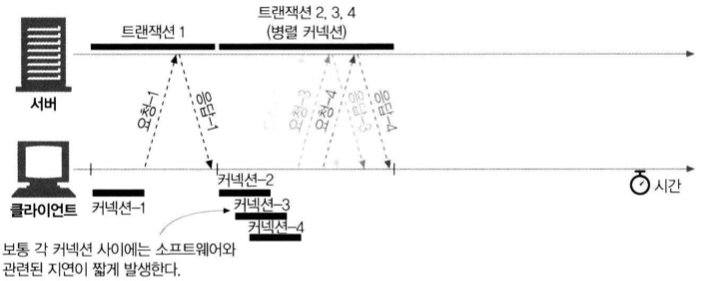 트랜잭션 1
트랜잭션 2, 3, 4
(병렬 커넥션)
서버
요청-1
응답-1
요청-3
요청-4
응답-3
응답-4
클라이언트
커넥션-1
커넥션-2
커넥션-3
커넥션-4
시간
보통 각 커넥션 사이에는 소프트웨어와
관련된 지연이 짧게 발생한다.